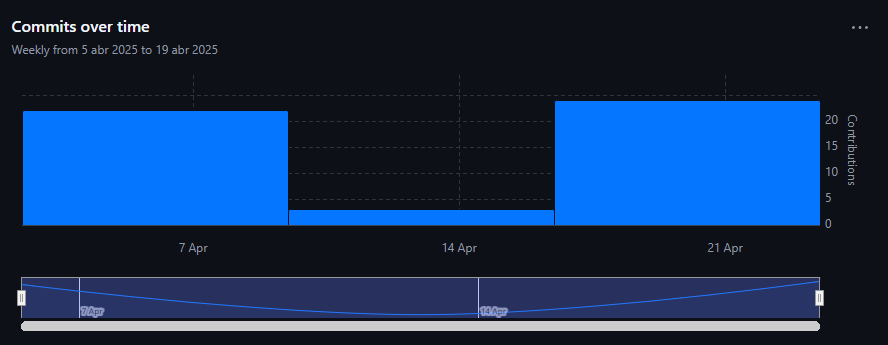 Commits over time
Weekly from 5 abr 2025 to 19 abr 2025
20
15
10
5
0
Contributions
7 Apr
14 Apr
21 Apr
7 Apr
14 Apr